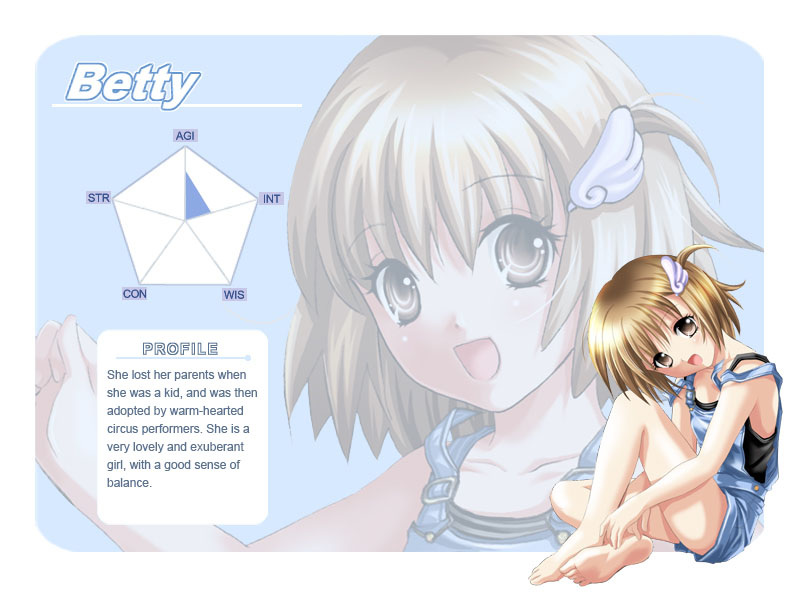 Betty
AGI
STR
INT
CON
WIS
PROFILE
She lost her parents when
she was a kid, and was then
adopted by warm-hearted
circus performers. She is a
very lovely and exuberant
girl, with a good sense of
balance.